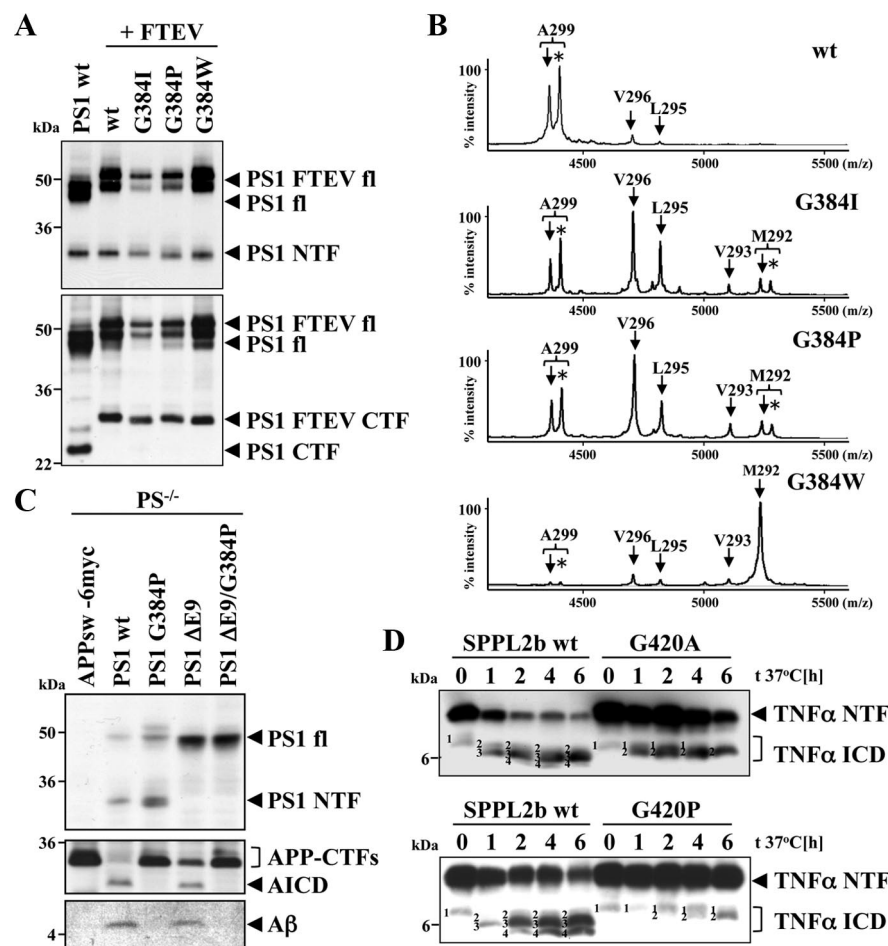 A
+ FTEV
kDa
PS1 wt
wt
G384I
G384P
G384W
50
36
PS1 FTEV fl
PS1 fl
PS1 NTF
50
36
22
PS1 FTEV fl
PS1 fl
PS1 FTEV CTF
PS1 CTF
B
wt
% intensity
100
A299
*
V296
L295
4500 5000 5500 (m/z)
G384I
% intensity
100
A299
*
V296
L295
V293
M292
*
4500 5000 5500 (m/z)
G384P
% intensity
100
A299
*
V296
L295
V293
M292
*
4500 5000 5500 (m/z)
G384W
% intensity
100
A299
*
V296
L295
V293
M292
4500 5000 5500 (m/z)
C
PS-/-
kDa
APPsw -6myc
PS1 wt
PS1 G384P
PS1 ΔE9
PS1 ΔE9/G384P
50
36
PS1 fl
PS1 NTF
36
APP-CTFs
AICD
4
Aβ
D
SPPL2b wt G420A
kDa 0 1 2 4 6 0 1 2 4 6 t 37°C[h]
TNFα NTF
6
TNFα ICD
SPPL2b wt G420P
kDa 0 1 2 4 6 0 1 2 4 6 t 37°C[h]
TNFα NTF
6
TNFα ICD